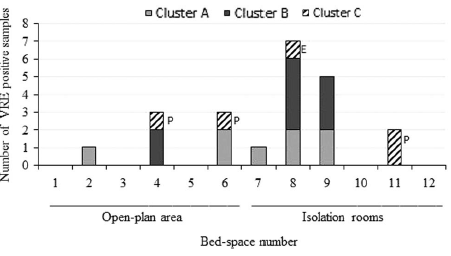 Cluster A Cluster B Cluster C
Number of VRE positive samples
8
7
6
5
4
3
2
1
0
E
P
P
P
1 2 3 4 5 6 7 8 9 10 11 12
Open-plan area Isolation rooms
Bed-space number